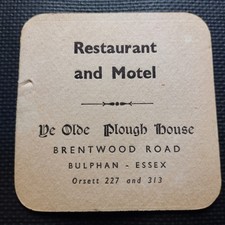 Restaurant
and Motel
Ye Olde Plough House
BRENTWOOD ROAD
BULPHAN - ESSEX
Orsett 227 and 313